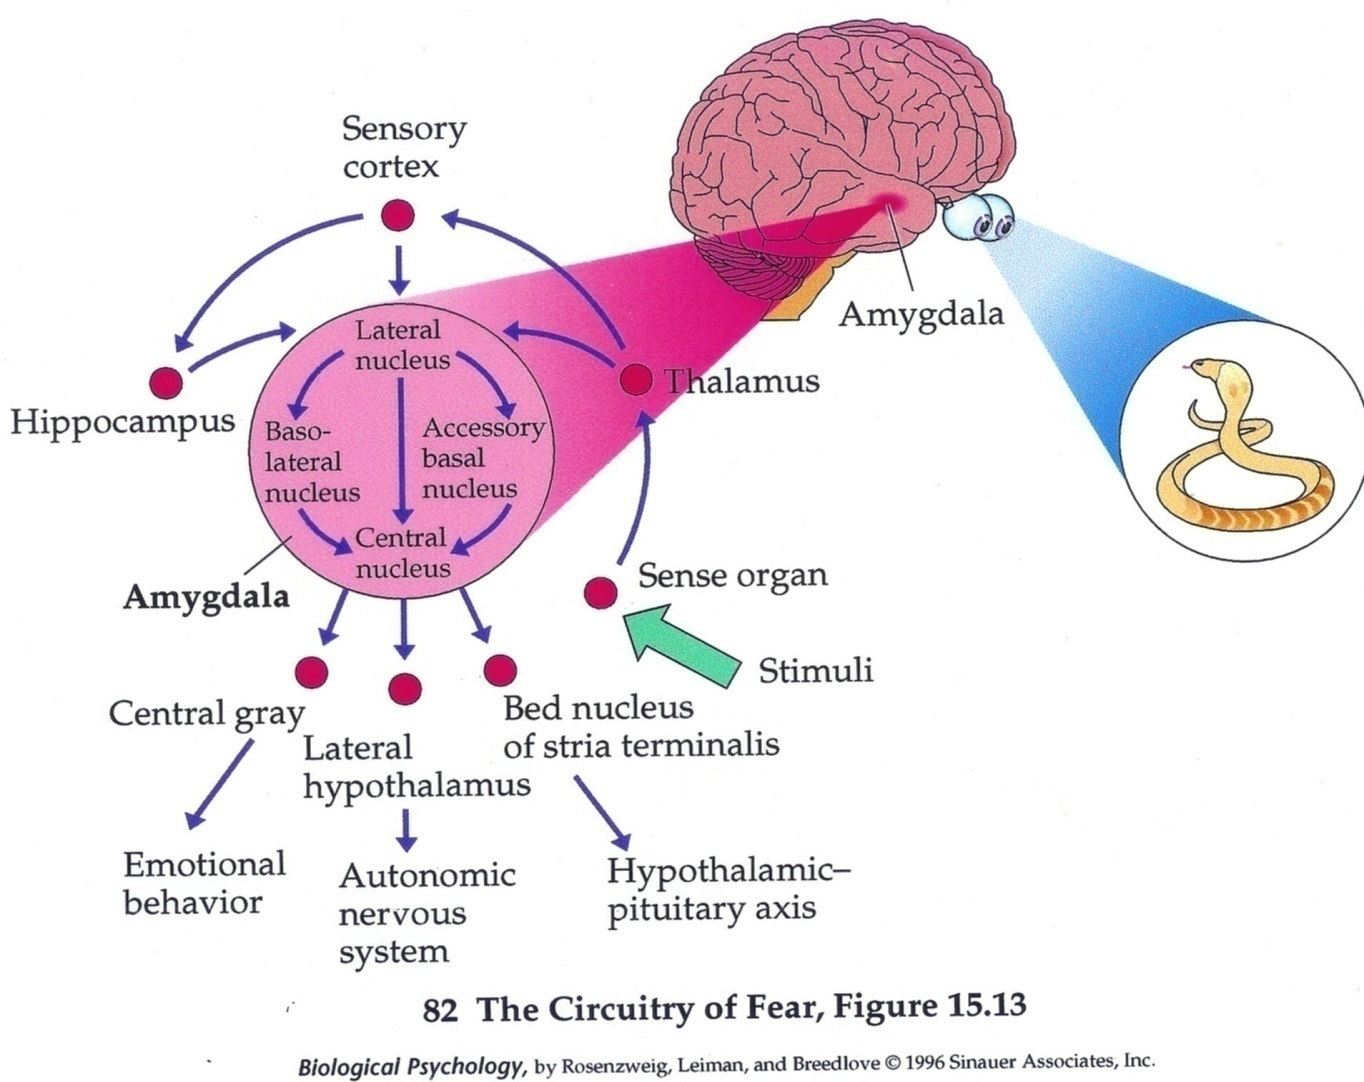 Sensory
cortex
Amygdala
Lateral
nucleus
Thalamus
Hippocampus
Baso-
lateral
nucleus
Accessory
basal
nucleus
Central
nucleus
Amygdala
Sense organ
Stimuli
Central gray
Lateral
hypothalamus
Bed nucleus
of stria terminalis
Emotional
behavior
Autonomic
nervous
system
Hypothalamic–
pituitary axis
82 The Circuitry of Fear, Figure 15.13
Biological Psychology, by Rosenzweig, Leiman, and Breedlove © 1996 Sinauer Associates, Inc.